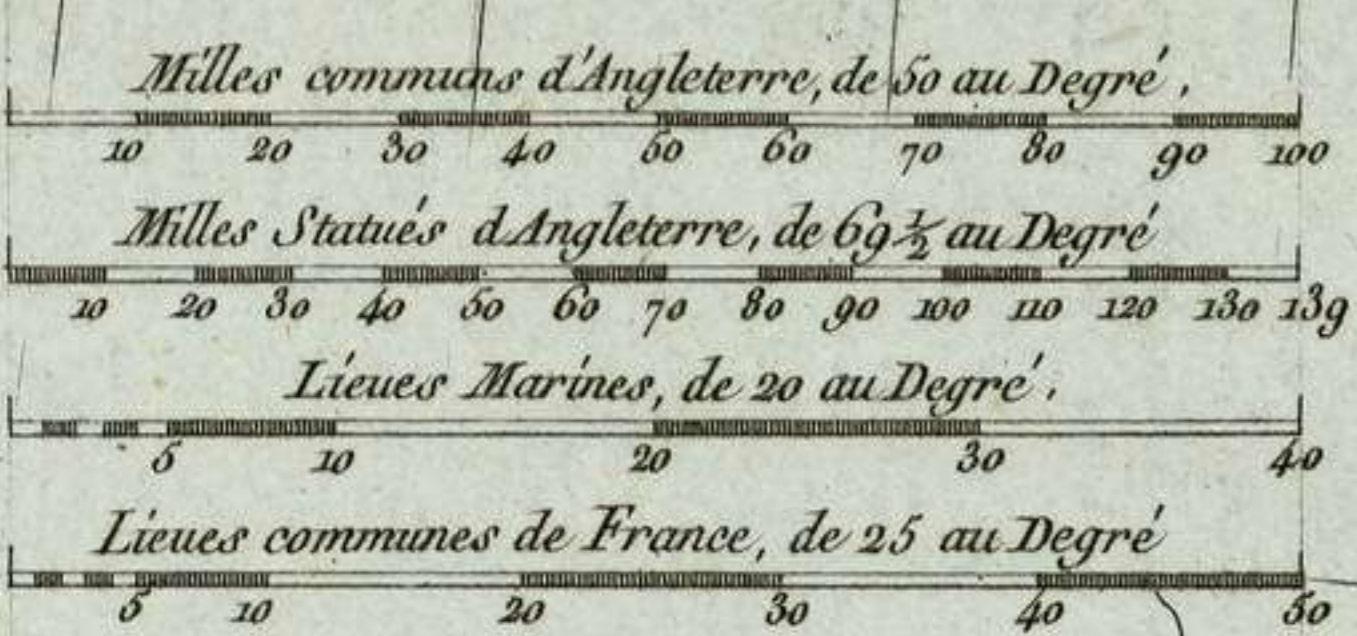 Milles communs d'Angleterre, de 50 au Degré.
10 20 30 40 50 60 70 80 90 100
Milles Statués d'Angleterre, de 69 ½ au Degré
10 20 30 40 50 60 70 80 90 100 110 120 130 139
Lieues Marines, de 20 au Degré.
5 10 20 30 40
Lieues communes de France, de 25 au Degré
5 10 20 30 40 50